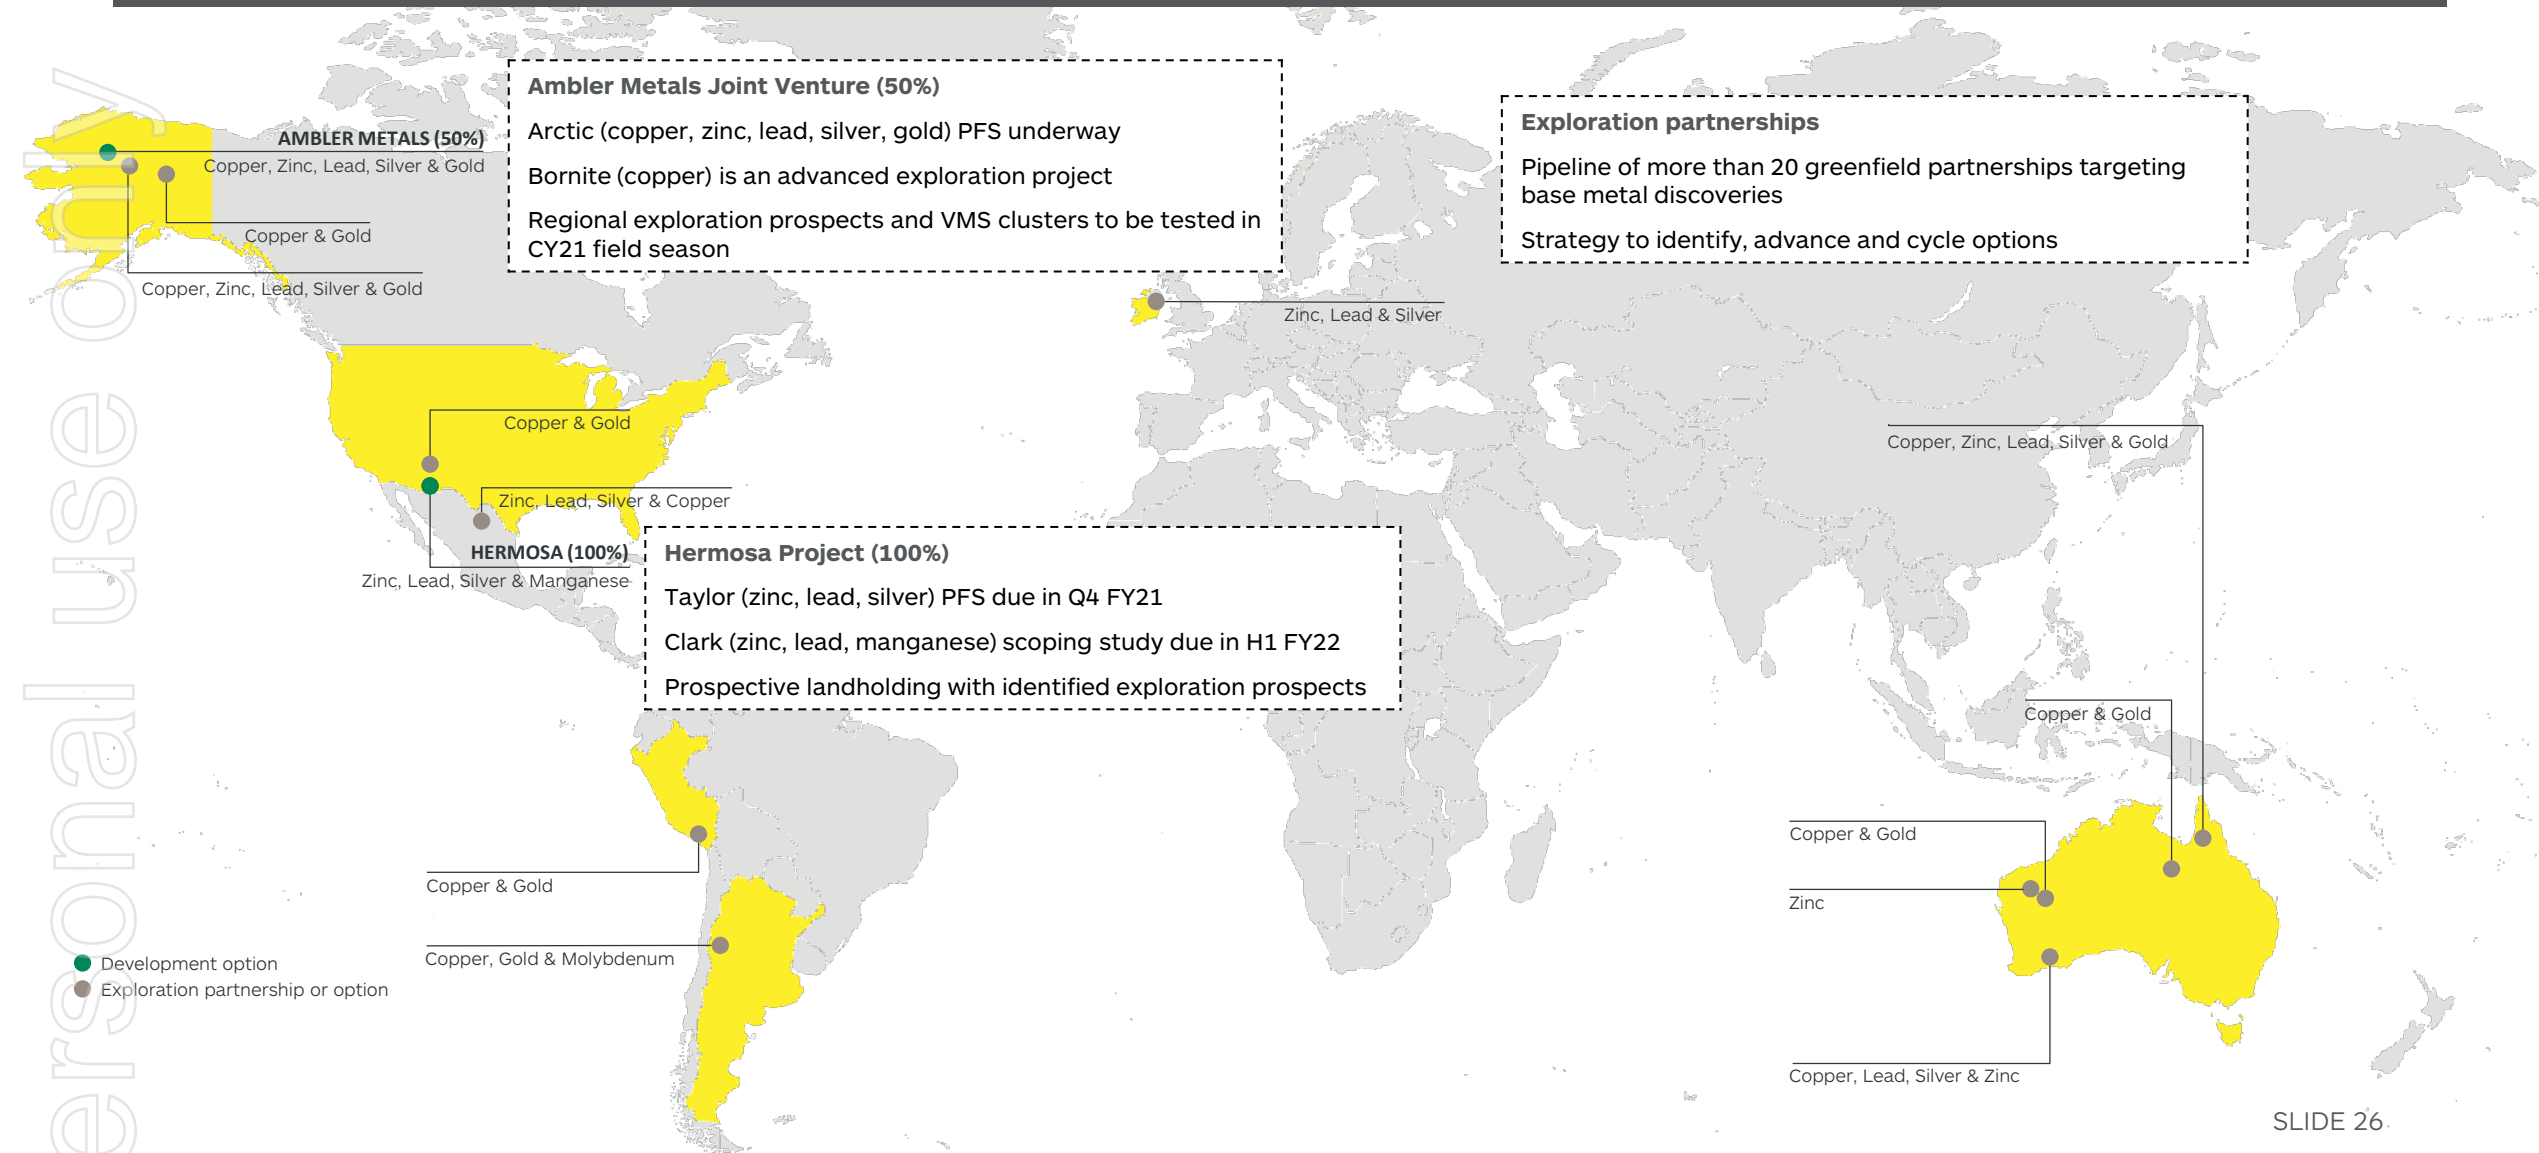 Ambler Metals Joint Venture (50%)
Arctic (copper, zinc, lead, silver, gold) PFS underway
Bornite (copper) is an advanced exploration project
Regional exploration prospects and VMS clusters to be tested in
CY21 field season
Exploration partnerships
Pipeline of more than 20 greenfield partnerships targeting
base metal discoveries
Strategy to identify, advance and cycle options
AMBLER METALS (50%)
Copper, Zinc, Lead, Silver & Gold
Copper & Gold
Copper, Zinc, Lead, Silver & Gold
Zinc, Lead & Silver
Copper & Gold
Copper, Zinc, Lead, Silver & Gold
Zinc, Lead, Silver & Copper
HERMOSA (100%)
Zinc, Lead, Silver & Manganese
Hermosa Project (100%)
Taylor (zinc, lead, silver) PFS due in Q4 FY21
Clark (zinc, lead, manganese) scoping study due in H1 FY22
Prospective landholding with identified exploration prospects
Copper & Gold
Copper & Gold
Copper & Gold
Zinc
Copper, Gold & Molybdenum
Development option
Exploration partnership or option
Copper, Lead, Silver & Zinc
SLIDE 26
ersonal use only